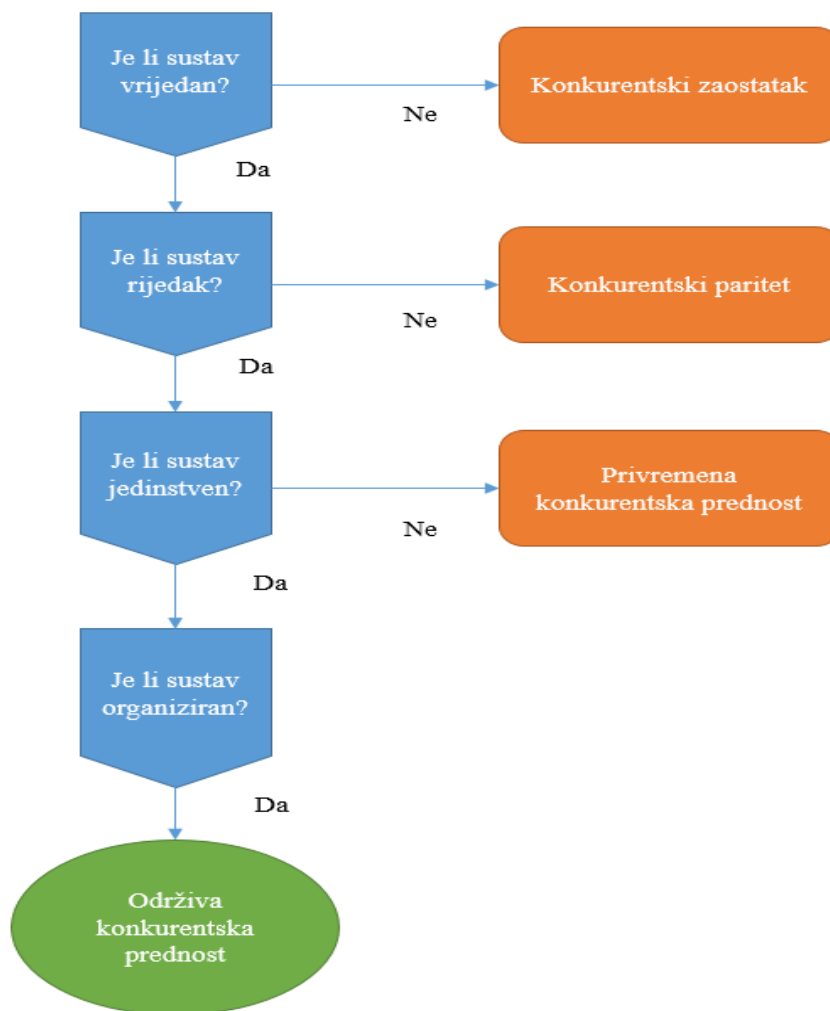 Je li sustav
vrijedan?
Konkurentski zaostatak
Ne
Da
Je li sustav
rijedak?
Konkurentski paritet
Ne
Da
Je li sustav
jedinstven?
Privremena
konkurentska prednost
Ne
Da
Je li sustav
organiziran?
Da
Održiva
konkurentska
prednost